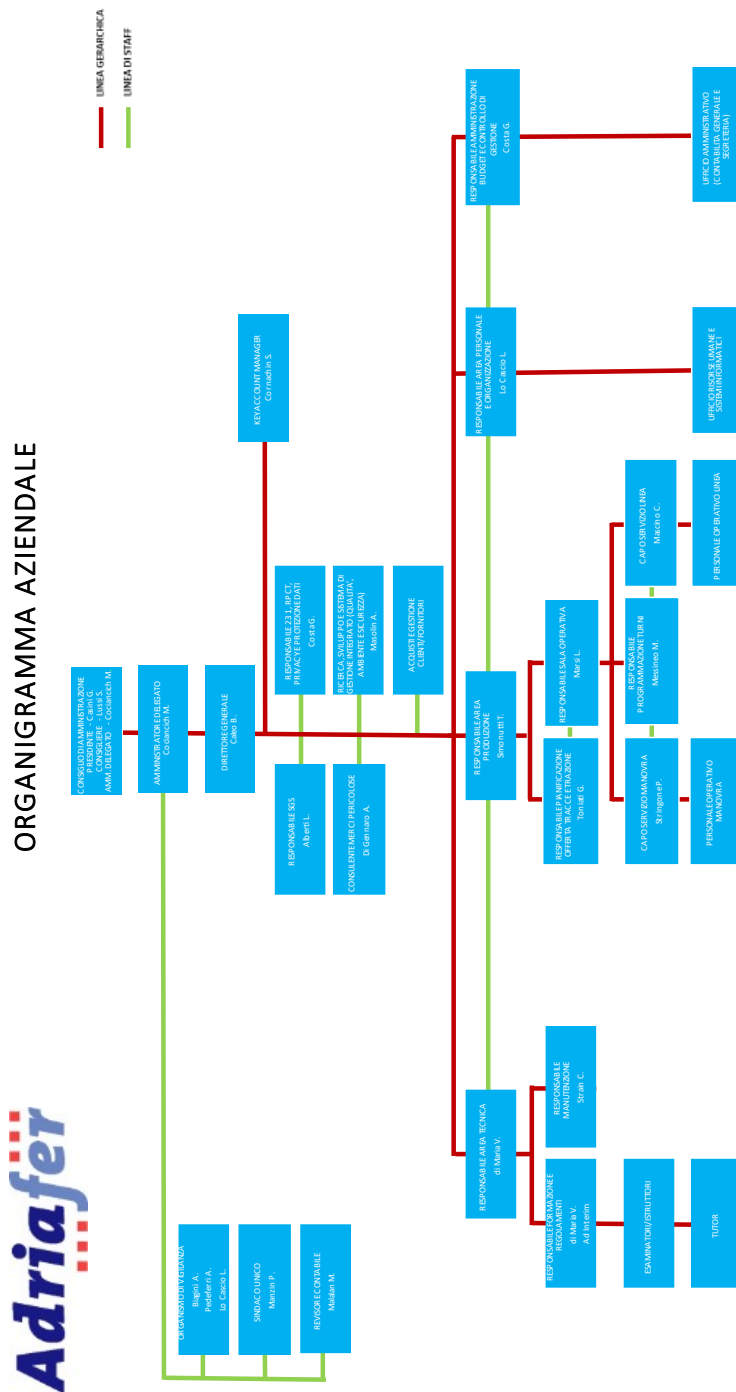 Adriafer
ORGANIGRAMMA AZIENDALE
LINEA GERARCHICA
LINEA DI STAFF
CONSIGLIO DI AMMINISTRAZIONE
PRESIDENTE - Casini G.
CONSIGLIERE - Lussi S.
AMM. DELEGATO - Cociancich M.
AMMINISTRATORE DELEGATO
Cociancich M.
ORGANISMO DI VIGILANZA
Biagini A.
Pedeferri A.
Lo Cascio L.
SINDACO UNICO
Manzin P.
REVISORE CONTABILE
Malalan M.
DIRETTORE GENERALE
Caleo B.
KEY ACCOUNT MANAGER
Cornachin S.
RESPONSABILE SGS
Alberti L.
RESPONSABILE 231, RPCT,
PRIVACY E PROTEZIONE DATI
Costa G.
CONSULENTE MERCI PERICOLOSE
Di Gennaro A.
RICERCA, SVILUPPO E SISTEMA DI
GESTIONE INTEGRATO (QUALITA',
AMBIENTE E SICUREZZA)
Masolin A.
ACQUISTI E GESTIONE
CLIENTI/FORNITORI
RESPONSABILE AREA TECNICA
di Maria V.
RESPONSABILE AREA
PRODUZIONE
Simonutti T.
RESPONSABILE AREA PERSONALE
E ORGANIZZAZIONE
Lo Cascio L.
RESPONSABILE AMMINISTRAZIONE
BUDGET E CONTROLLO DI
GESTIONE
Costa G.
RESPONSABILE FORMAZIONE E
REGOLAMENTI
di Maria V.
Ad Interim
RESPONSABILE
MANUTENZIONE
Strain C.
RESPONSABILE PIANIFICAZIONE
OFFERTA TRACCE E TRAZIONE
Toniati G.
RESPONSABILE SALA OPERATIVA
Marsi L.
ESAMINATORI/ISTRUTTORI
CAPO SERVIZIO MANOVRA
Stringone P.
RESPONSABILE
PROGRAMMAZIONE TURNI
Messineo M.
CAPO SERVIZIO LINEA
Mascino C.
TUTOR
PERSONALE OPERATIVO
MANOVRA
PERSONALE OPERATIVO LINEA
UFFICIO RISORSE UMANE E
SISTEMI INFORMATICI
UFFICIO AMMINISTRATIVO
(CONTABILITA GENERALE E
SEGRETERIA)